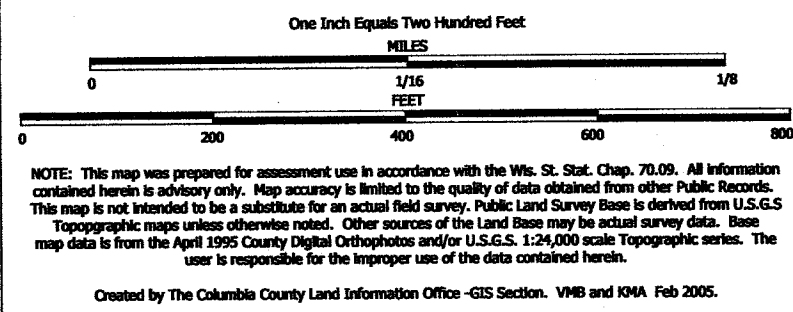 One Inch Equals Two Hundred Feet
MILES
0 1/16 1/8
FEET
0 200 400 600 800
NOTE: This map was prepared for assessment use in accordance with the Wis. St. Stat. Chap. 70.09. All information
contained herein is advisory only. Map accuracy is limited to the quality of data obtained from other Public Records.
This map is not intended to be a substitute for an actual field survey. Public Land Survey Base is derived from U.S.G.S
Topopgraphic maps unless otherwise noted. Other sources of the Land Base may be actual survey data. Base
map data is from the April 1995 County Digital Orthophotos and/or U.S.G.S. 1:24,000 scale Topographic series. The
user is responsible for the improper use of the data contained herein.
Created by The Columbia County Land Information Office -GIS Section. VMB and KMA Feb 2005.